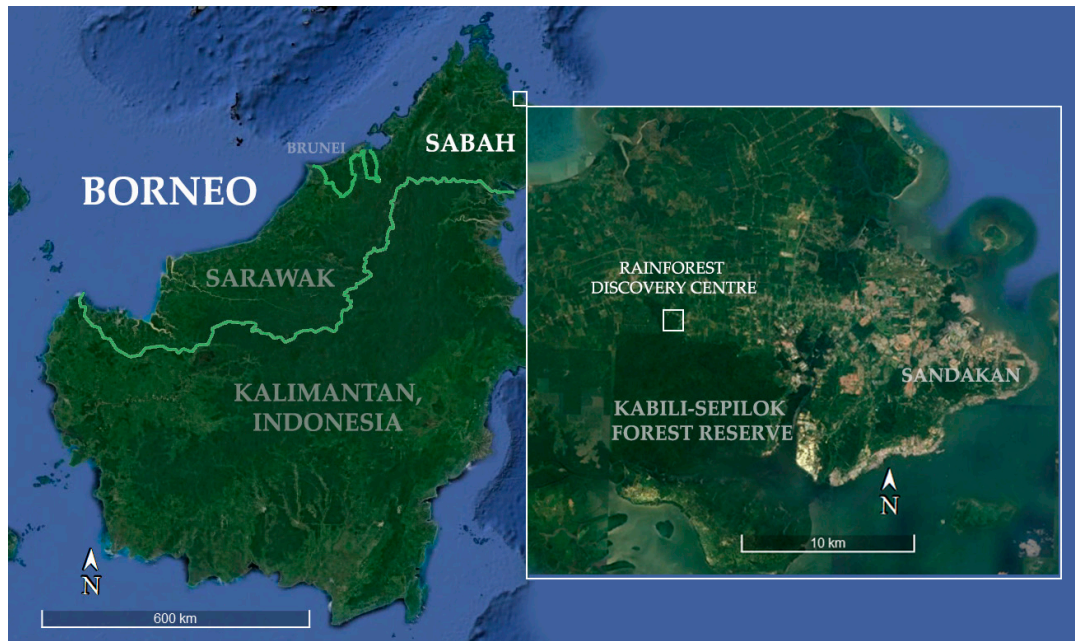 BRUNEI
SABAH
BORNEO
SARAWAK
KALIMANTAN,
INDONESIA
N
600 km
RAINFOREST
DISCOVERY CENTRE
SANDAKAN
KABILI-SEPILOK
FOREST RESERVE
N
10 km